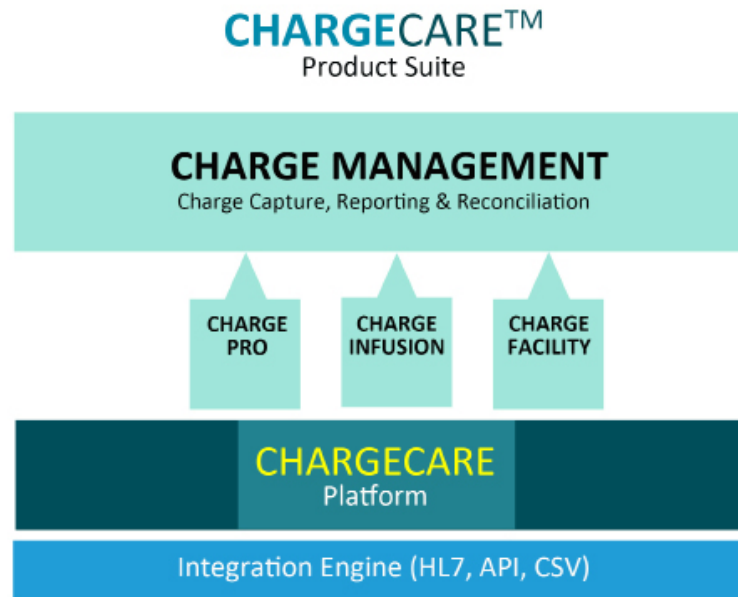 CHARGECARE™
Product Suite
CHARGE MANAGEMENT
Charge Capture, Reporting & Reconciliation
CHARGE
PRO
CHARGE
INFUSION
CHARGE
FACILITY
CHARGECARE
Platform
Integration Engine (HL7, API, CSV)